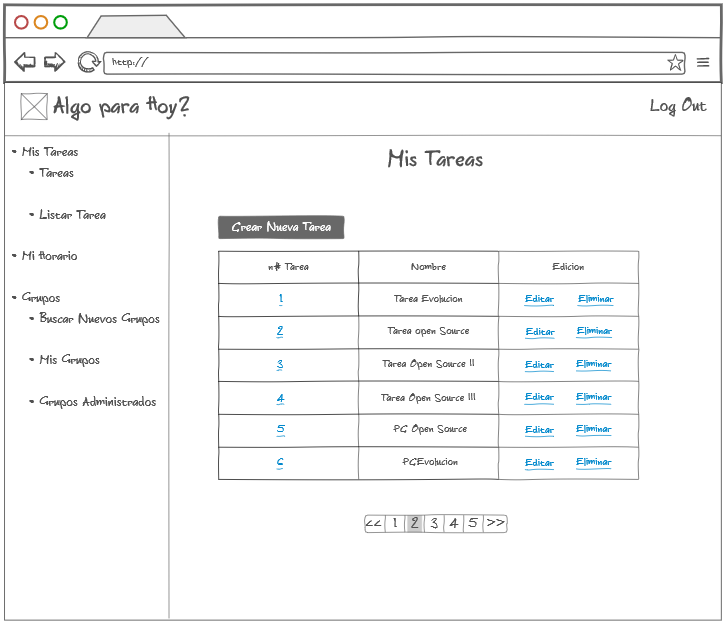 http://
Algo para Hoy?
Log Out
• Mis Tareas
• Tareas
• Listar Tarea
• Mi Horario
• Grupos
• Buscar Nuevos Grupos
• Mis Grupos
• Grupos Administrados
Mis Tareas
Crear Nueva Tarea
n# Tarea Nombre Edicion
1 Tarea Evolucion Editar Eliminar
2 Tarea open Source Editar Eliminar
3 Tarea Open Source II Editar Eliminar
4 Tarea Open Source III Editar Eliminar
5 PG Open Source Editar Eliminar
6 PGEvolucion Editar Eliminar
<< 1 2 3 4 5 >>